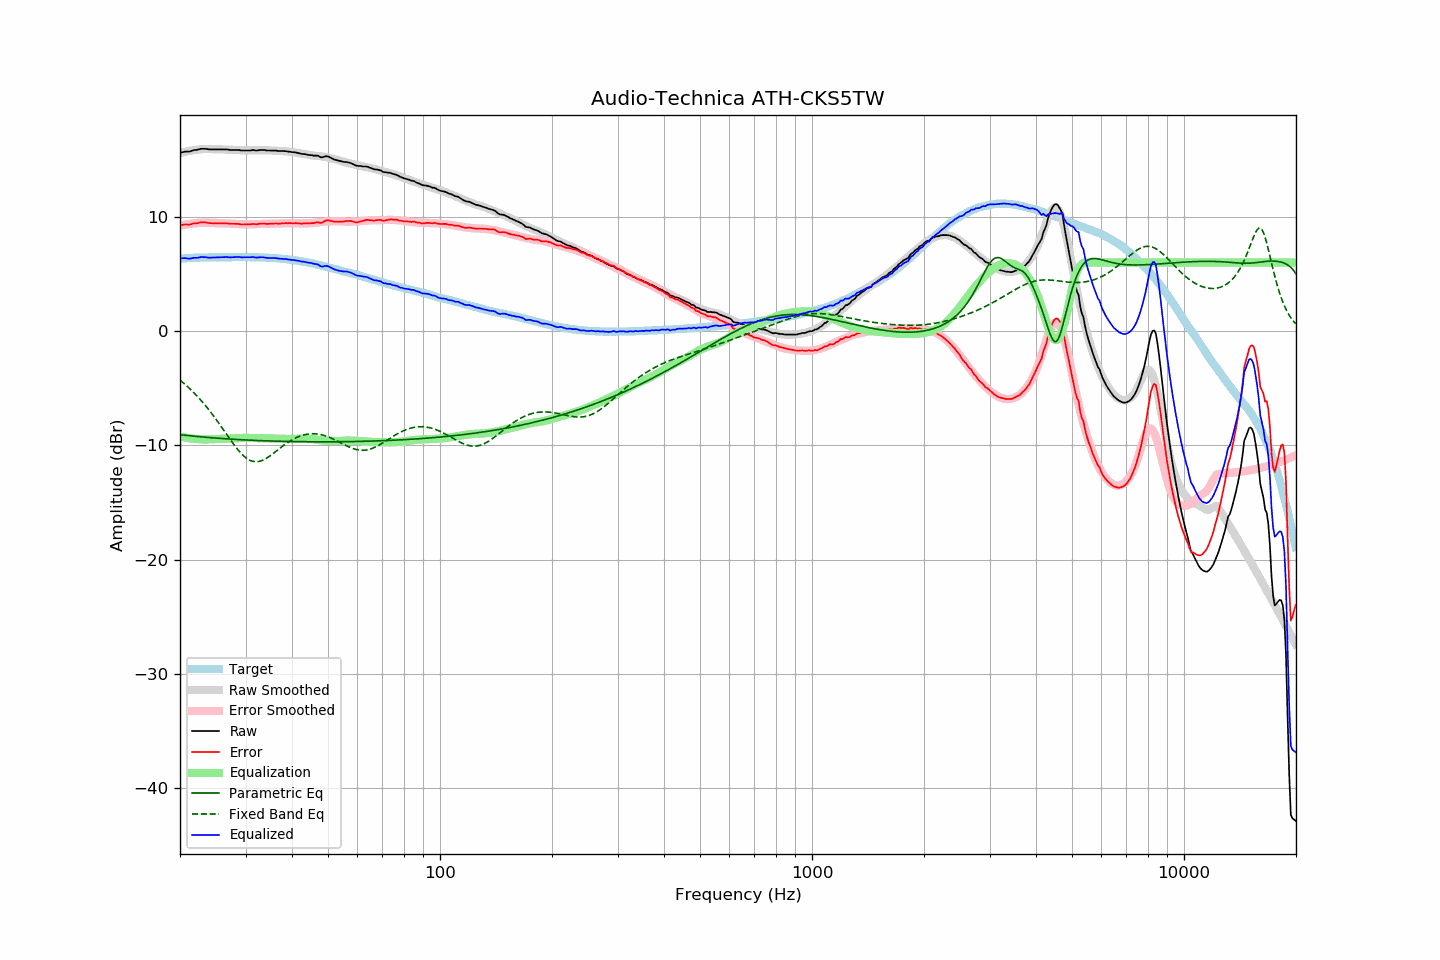 Audio-Technica ATH-CKS5TW
Amplitude (dBr)
10
0
−10
−20
−30
−40
Target
Raw Smoothed
Error Smoothed
Raw
Error
Equalization
Parametric Eq
Fixed Band Eq
Equalized
100 1000 10000
Frequency (Hz)